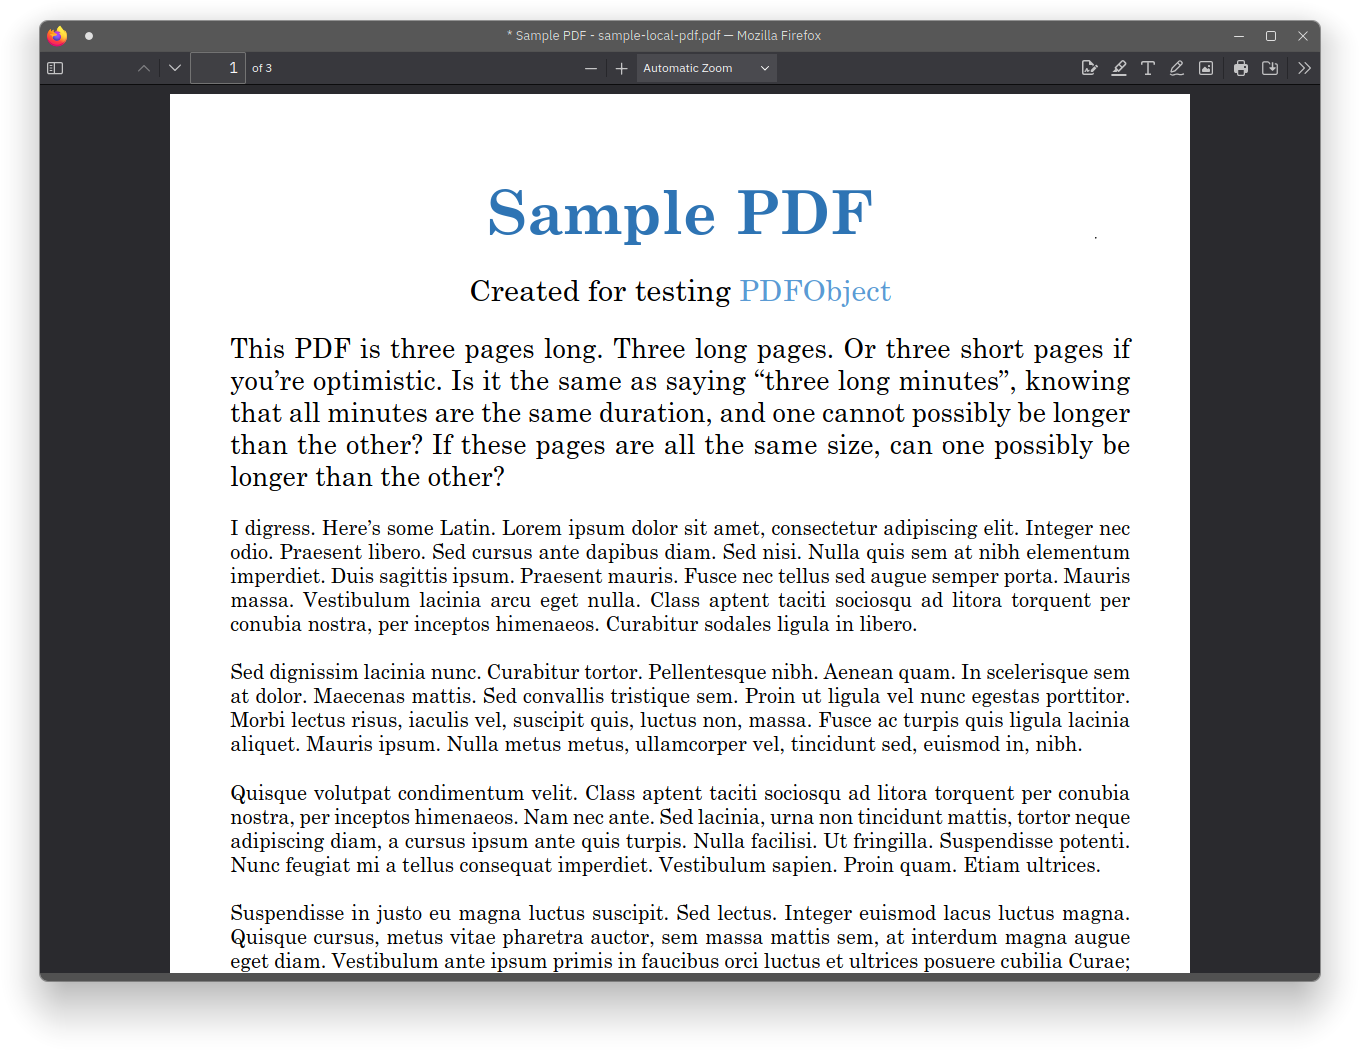 * Sample PDF - sample-local-pdf.pdf — Mozilla Firefox
1 of 3
Automatic Zoom
Sample PDF
Created for testing PDFObject
This PDF is three pages long. Three long pages. Or three short pages if
you’re optimistic. Is it the same as saying “three long minutes”, knowing
that all minutes are the same duration, and one cannot possibly be longer
than the other? If these pages are all the same size, can one possibly be
longer than the other?
I digress. Here’s some Latin. Lorem ipsum dolor sit amet, consectetur adipiscing elit. Integer nec
odio. Praesent libero. Sed cursus ante dapibus diam. Sed nisi. Nulla quis sem at nibh elementum
imperdiet. Duis sagittis ipsum. Praesent mauris. Fusce nec tellus sed augue semper porta. Mauris
massa. Vestibulum lacinia arcu eget nulla. Class aptent taciti sociosqu ad litora torquent per
conubia nostra, per inceptos himenaeos. Curabitur sodales ligula in libero.
Sed dignissim lacinia nunc. Curabitur tortor. Pellentesque nibh. Aenean quam. In scelerisque sem
at dolor. Maecenas mattis. Sed convallis tristique sem. Proin ut ligula vel nunc egestas porttitor.
Morbi lectus risus, iaculis vel, suscipit quis, luctus non, massa. Fusce ac turpis quis ligula lacinia
aliquet. Mauris ipsum. Nulla metus metus, ullamcorper vel, tincidunt sed, euismod in, nibh.
Quisque volutpat condimentum velit. Class aptent taciti sociosqu ad litora torquent per conubia
nostra, per inceptos himenaeos. Nam nec ante. Sed lacinia, urna non tincidunt mattis, tortor neque
adipiscing diam, a cursus ipsum ante quis turpis. Nulla facilisi. Ut fringilla. Suspendisse potenti.
Nunc feugiat mi a tellus consequat imperdiet. Vestibulum sapien. Proin quam. Etiam ultrices.
Suspendisse in justo eu magna luctus suscipit. Sed lectus. Integer euismod lacus luctus magna.
Quisque cursus, metus vitae pharetra auctor, sem massa mattis sem, at interdum magna augue
eget diam. Vestibulum ante ipsum primis in faucibus orci luctus et ultrices posuere cubilia Curae;